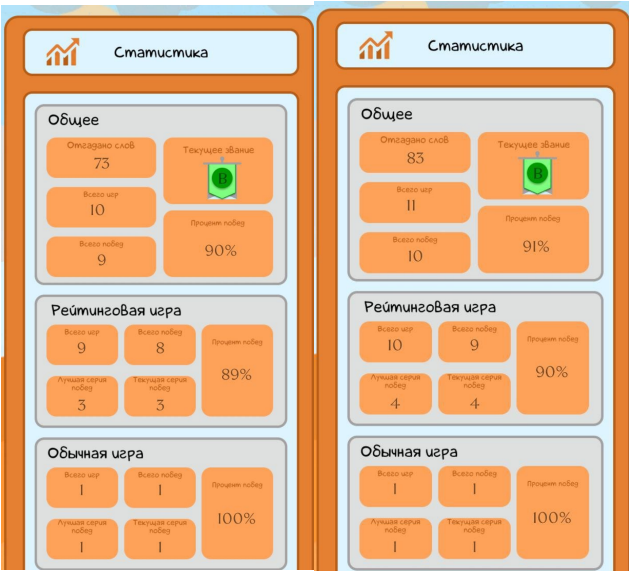 Статистика
Общее
Отгадано слов
73
Текущее звание
B
Всего игр
10
Процент побед
90%
Всего побед
9
Рейтинговая игра
Всего игр
9
Всего побед
8
Процент побед
89%
Лучшая серия
побед
3
Текущая серия
побед
3
Обычная игра
Всего игр
1
Всего побед
1
Процент побед
100%
Лучшая серия
побед
1
Текущая серия
побед
1
Статистика
Общее
Отгадано слов
83
Текущее звание
B
Всего игр
11
Процент побед
91%
Всего побед
10
Рейтинговая игра
Всего игр
10
Всего побед
9
Процент побед
90%
Лучшая серия
побед
4
Текущая серия
побед
4
Обычная игра
Всего игр
1
Всего побед
1
Процент побед
100%
Лучшая серия
побед
1
Текущая серия
побед
1